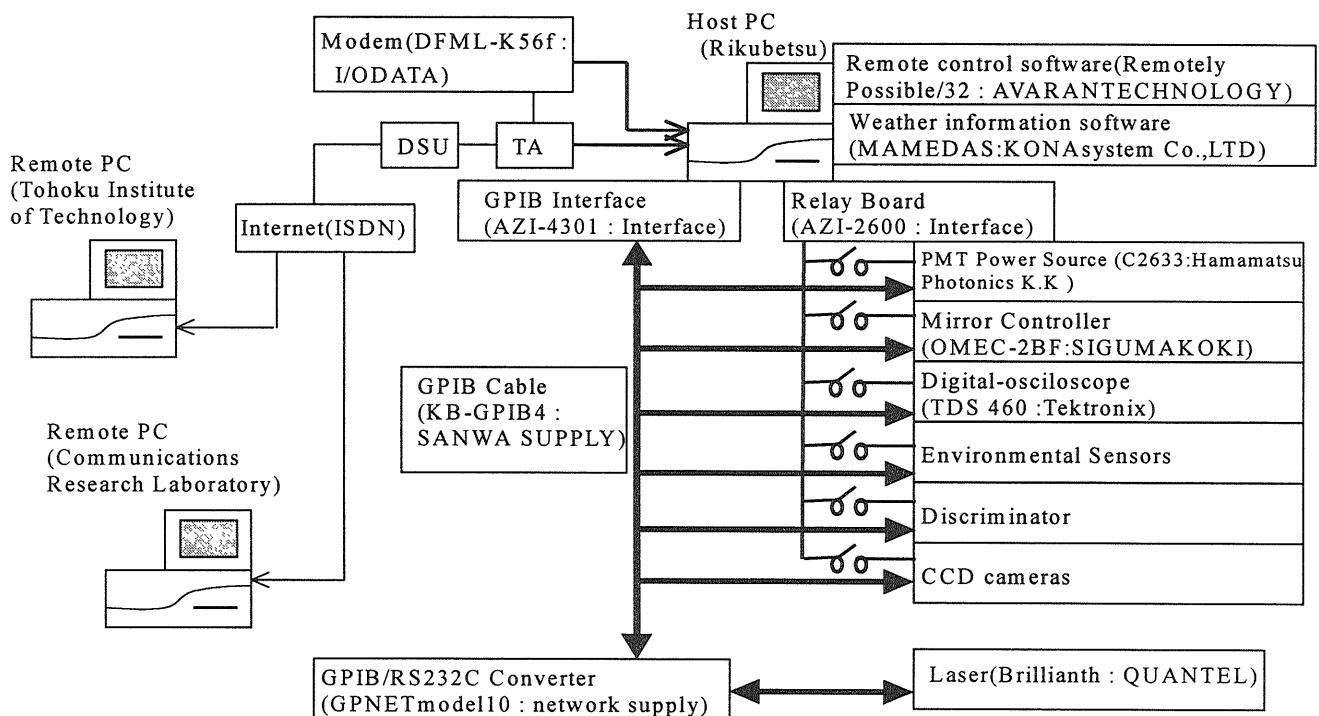 Modem(DFML-K56f :
I/ODATA)
Host PC
(Rikubetsu)
Remote control software(Remotely
Possible/32 : AVARANTECHNOLOGY)
Weather information software
(MAMEDAS:KONAsystem Co.,LTD)
DSU
TA
Remote PC
(Tohoku Institute
of Technology)
Internet(ISDN)
GPIB Interface
(AZI-4301 : Interface)
Relay Board
(AZI-2600 : Interface)
PMT Power Source (C2633:Hamamatsu
Photonics K.K )
Mirror Controller
(OMEC-2BF:SIGUMAKOKI)
GPIB Cable
(KB-GPIB4 :
SANWA SUPPLY)
Digital-osciloscope
(TDS 460 :Tektronix)
Remote PC
(Communications
Research Laboratory)
Environmental Sensors
Discriminator
CCD cameras
GPIB/RS232C Converter
(GPNETmodel10 : network supply)
Laser(Brillianth : QUANTEL)